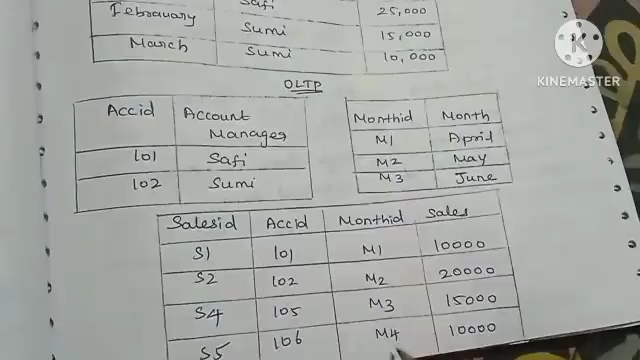 Safi 25,000
Febrauary Sumi 15,000
March Sumi 10,000
KINEMASTER
OLTP
Accid Account Manager
101 Safi
102 Sumi
Monthid Month
M1 April
M2 May
M3 June
Salesid Accid Monthid Sales
S1 101 M1 10000
S2 102 M2 20000
S4 105 M3 15000
S5 106 M4 10000